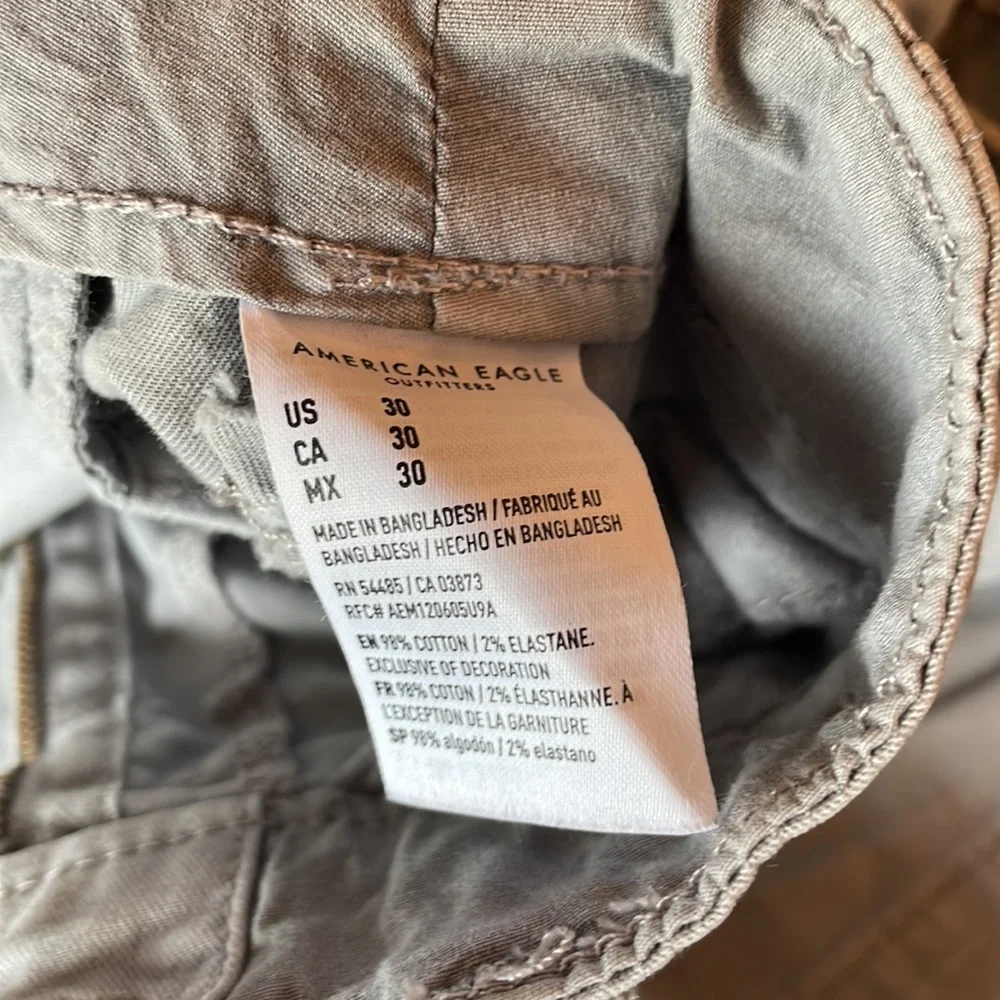 AMERICAN EAGLE
OUTFITTERS
US 30
CA 30
MX 30
MADE IN BANGLADESH / FABRIQUÉ AU
BANGLADESH / HECHO EN BANGLADESH
RN 54485 / CA 03873
RFC# AEM120605U9A
EN 98% COTTON / 2% ELASTANE.
EXCLUSIVE OF DECORATION
FR 98% COTON / 2% ÉLASTHANNE. À
L'EXCEPTION DE LA GARNITURE
SP 98% algodón / 2% elastano